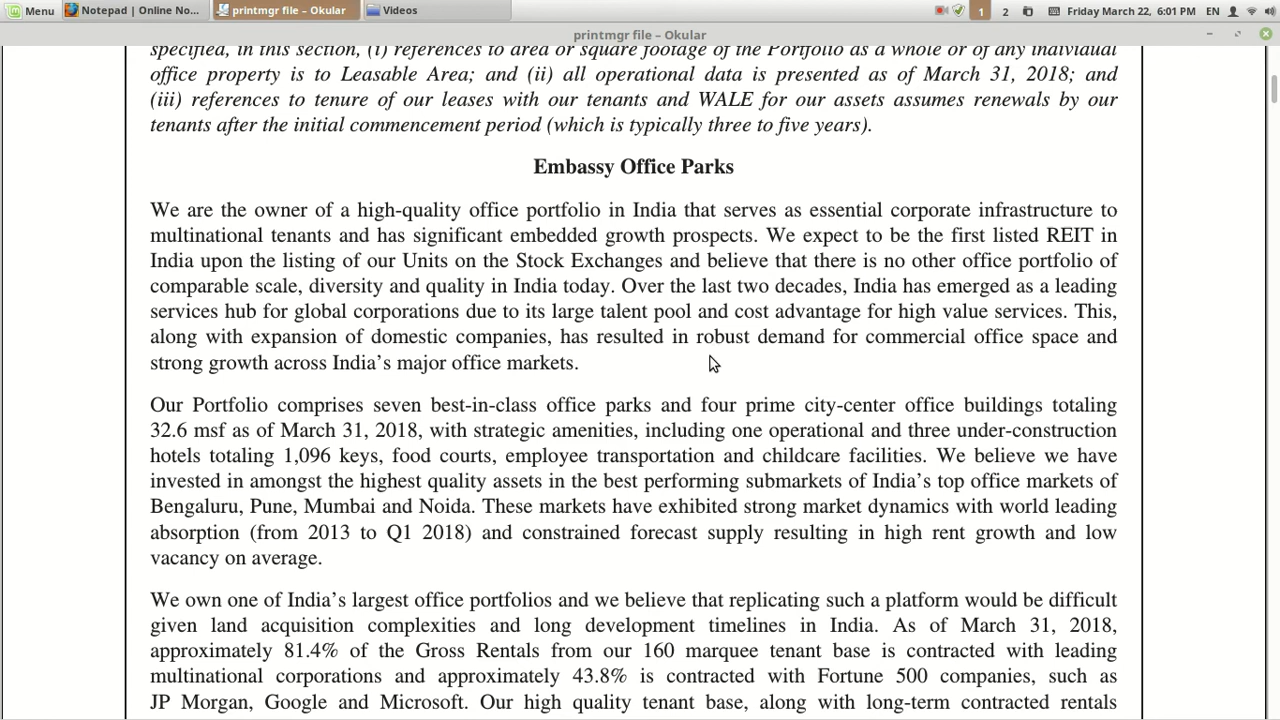 Menu
Notepad | Online No...
printmgr file – Okular
Videos
1
2
Friday March 22, 6:01 PM
EN
printmgr file – Okular
specified, in this section, (i) references to area or square footage of the Portfolio as a whole or of any individual
office property is to Leasable Area; and (ii) all operational data is presented as of March 31, 2018; and
(iii) references to tenure of our leases with our tenants and WALE for our assets assumes renewals by our
tenants after the initial commencement period (which is typically three to five years).
Embassy Office Parks
We are the owner of a high-quality office portfolio in India that serves as essential corporate infrastructure to
multinational tenants and has significant embedded growth prospects. We expect to be the first listed REIT in
India upon the listing of our Units on the Stock Exchanges and believe that there is no other office portfolio of
comparable scale, diversity and quality in India today. Over the last two decades, India has emerged as a leading
services hub for global corporations due to its large talent pool and cost advantage for high value services. This,
along with expansion of domestic companies, has resulted in robust demand for commercial office space and
strong growth across India’s major office markets.
Our Portfolio comprises seven best-in-class office parks and four prime city-center office buildings totaling
32.6 msf as of March 31, 2018, with strategic amenities, including one operational and three under-construction
hotels totaling 1,096 keys, food courts, employee transportation and childcare facilities. We believe we have
invested in amongst the highest quality assets in the best performing submarkets of India’s top office markets of
Bengaluru, Pune, Mumbai and Noida. These markets have exhibited strong market dynamics with world leading
absorption (from 2013 to Q1 2018) and constrained forecast supply resulting in high rent growth and low
vacancy on average.
We own one of India’s largest office portfolios and we believe that replicating such a platform would be difficult
given land acquisition complexities and long development timelines in India. As of March 31, 2018,
approximately 81.4% of the Gross Rentals from our 160 marquee tenant base is contracted with leading
multinational corporations and approximately 43.8% is contracted with Fortune 500 companies, such as
JP Morgan, Google and Microsoft. Our high quality tenant base, along with long-term contracted rentals